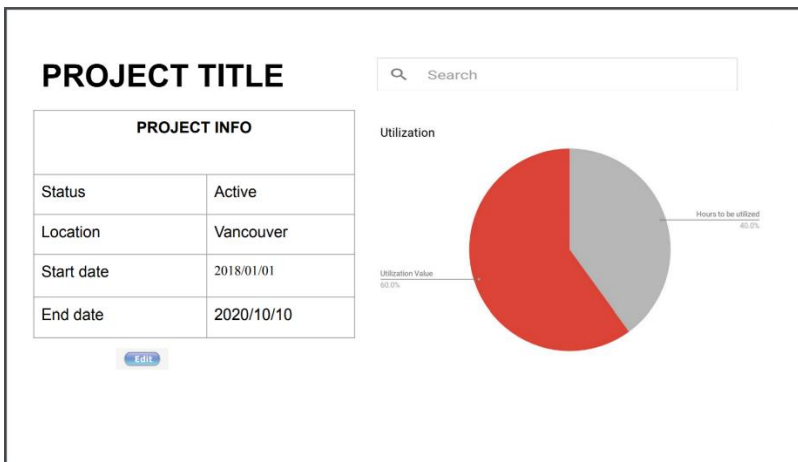 PROJECT TITLE
Search
PROJECT INFO
Status Active
Location Vancouver
Start date 2018/01/01
End date 2020/10/10
Edit
Utilization
Hours to be utilized
40.0%
Utilization Value
60.0%